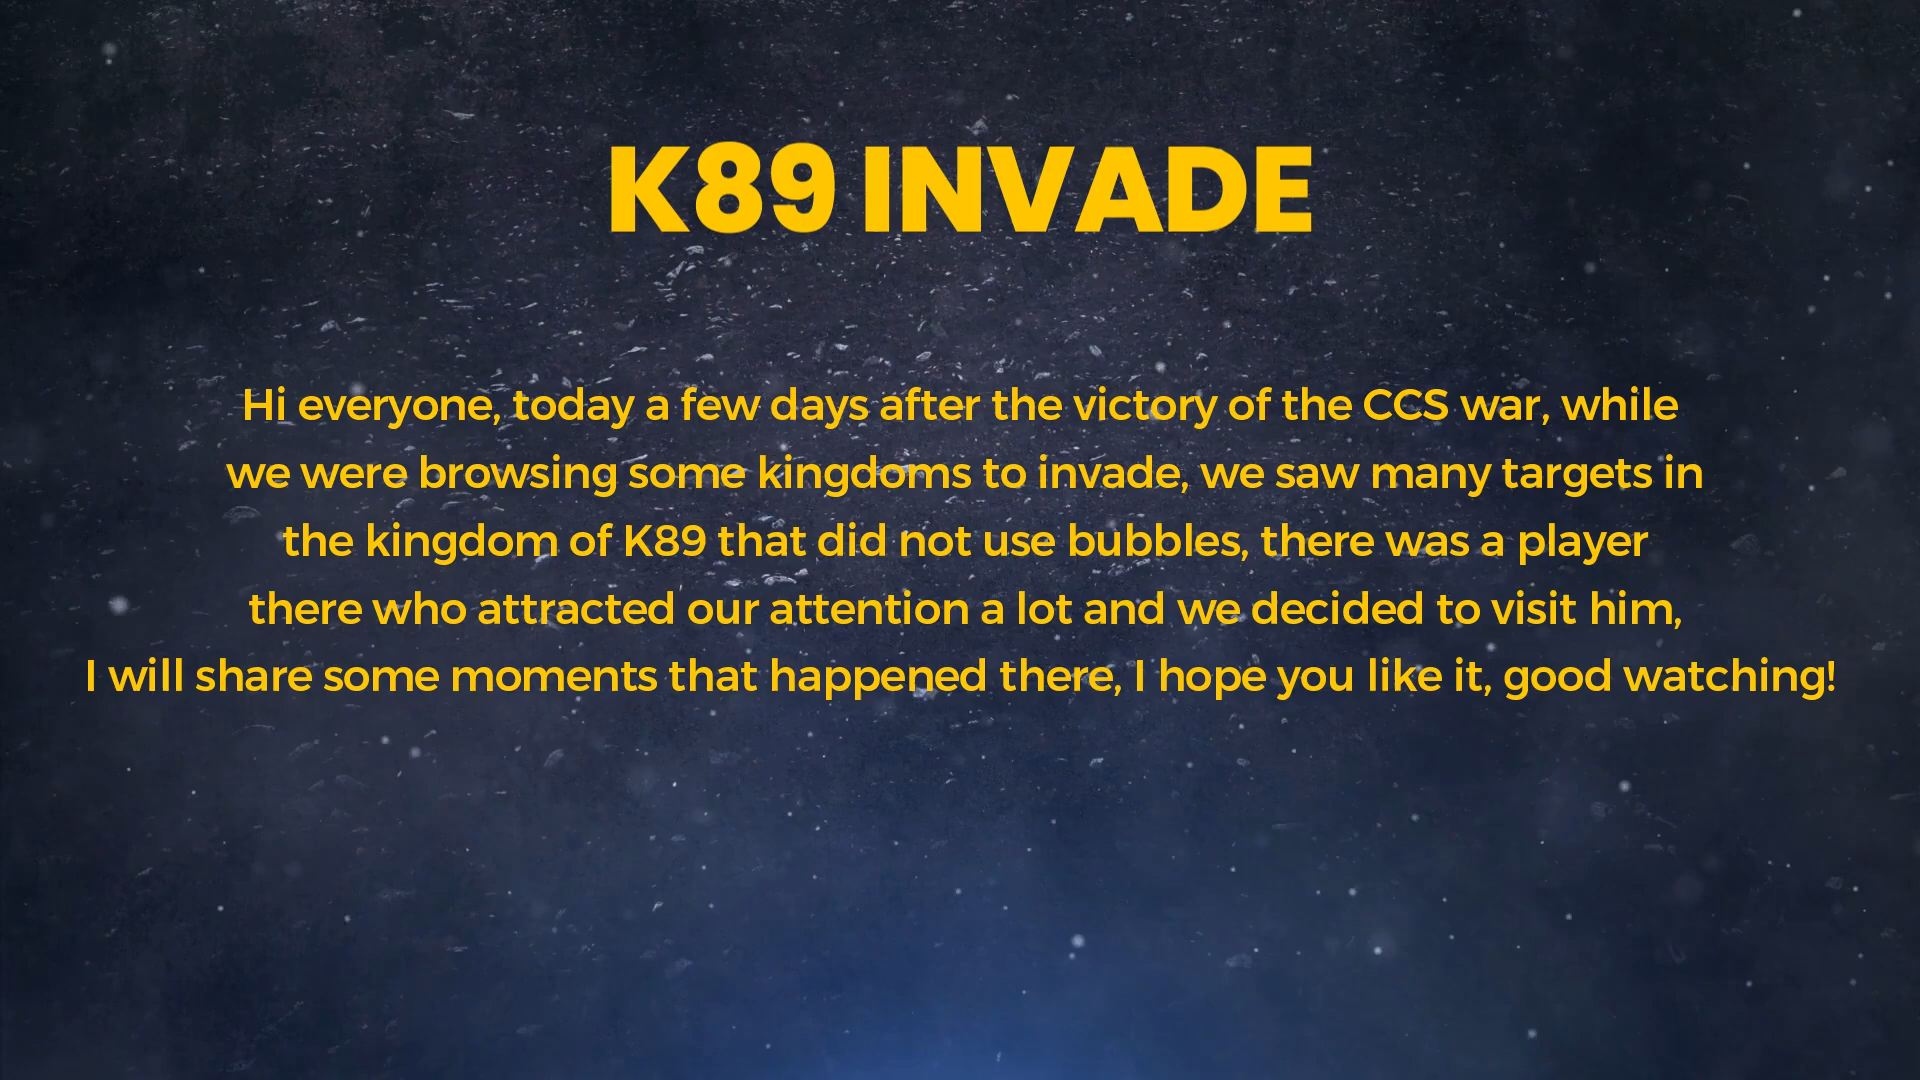 K89 INVADE
Hi everyone, today a few days after the victory of the CCS war, while
we were browsing some kingdoms to invade, we saw many targets in
the kingdom of K89 that did not use bubbles, there was a player
there who attracted our attention a lot and we decided to visit him,
I will share some moments that happened there, I hope you like it, good watching!